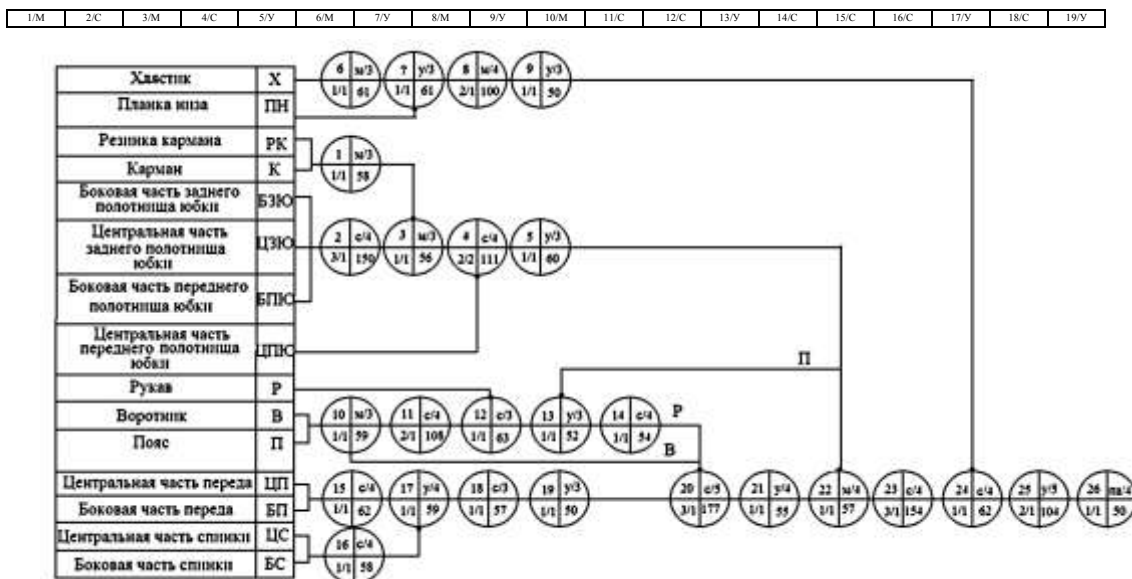 1/М 2/С 3/М 4/С 5/У 6/М 7/У 8/М 9/У 10/М 11/С 12/С 13/У 14/С 15/С 16/С 17/У 18/С 19/У
Хлястик Х
Планка низа ПН
Резинка кармана РК
Карман К
Боковая часть заднего
полотнища юбки БЗЮ
Центральная часть
заднего полотнища
юбки ЦЗЮ
Боковая часть переднего
полотнища юбки БПЮ
Центральная часть
переднего полотнища
юбки ЦПЮ
Рукав Р
Воротник В
Пояс П
Центральная часть переда ЦП
Боковая часть переда БП
Центральная часть спинки ЦС
Боковая часть спинки БС
6 м/3 7 у/3 8 м/4 9 у/3
1/1 61 1/1 61 2/1 100 1/1 50
1 м/3
1/1 58
2 с/4 3 м/3 4 с/4 5 у/3
3/1 150 1/1 56 2/2 111 1/1 60
П
10 м/3 11 с/4 12 с/3 13 у/3 14 с/4 Р
1/1 59 2/1 108 1/1 63 1/1 52 1/1 54
В
15 с/4 17 у/4 18 с/3 19 у/3 20 с/5 21 у/4 22 м/4 23 с/4 24 с/4 25 у/5 26 па/4
1/1 62 1/1 59 1/1 57 1/1 50 3/1 177 1/1 55 1/1 57 3/1 154 1/1 62 2/1 104 1/1 50
16 с/4
1/1 58